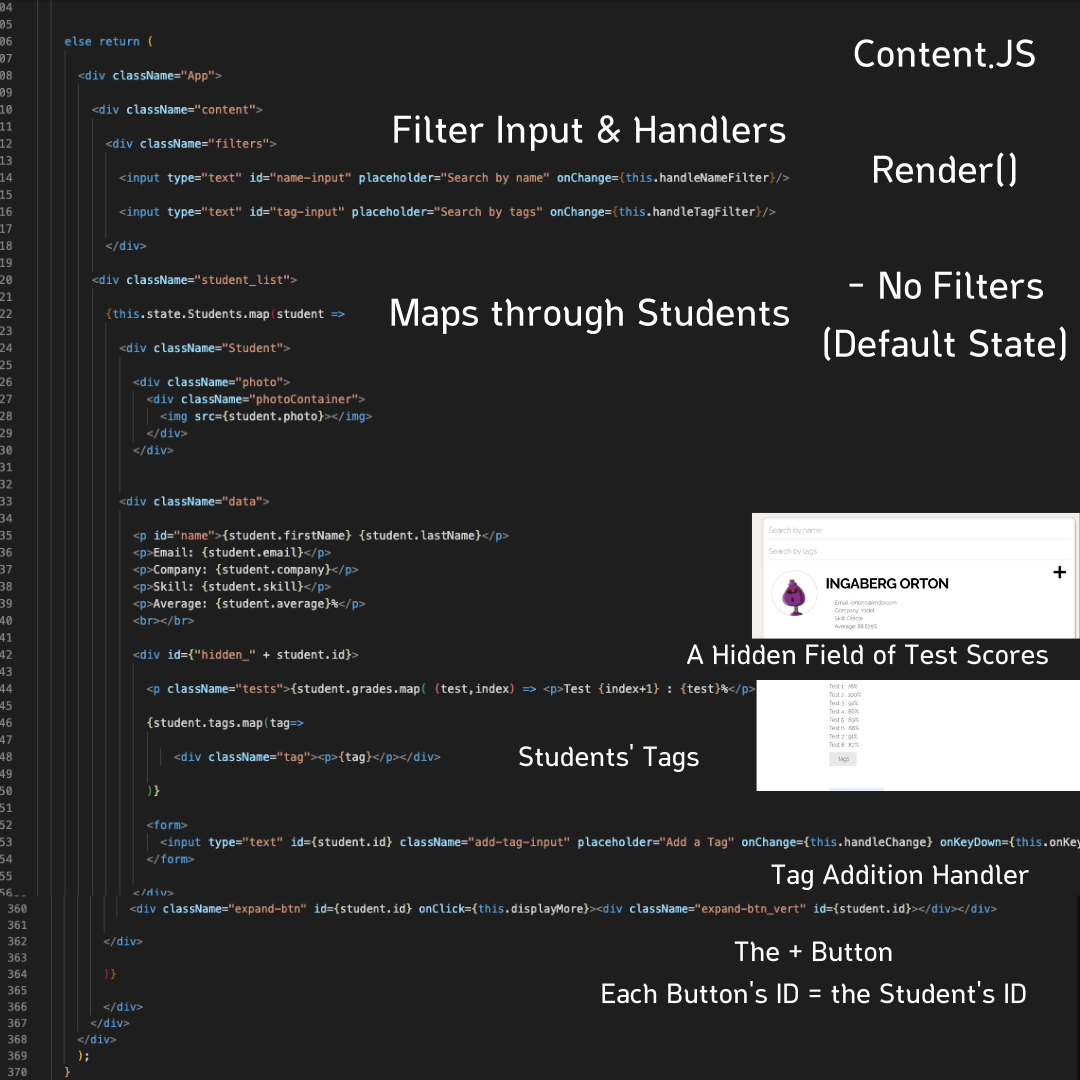 04
05
06 else return (
Content.JS
07
08 <div className="App">
09
10 <div className="content">
11
Filter Input & Handlers
12 <div className="filters">
13
Render()
14 <input type="text" id="name-input" placeholder="Search by name" onChange={this.handleNameFilter}/>
15
16 <input type="text" id="tag-input" placeholder="Search by tags" onChange={this.handleTagFilter}/>
17
18 </div>
19
20 <div className="student_list">
- No Filters
21
22 {this.state.Students.map(student =>
Maps through Students
23
(Default State)
24 <div className="Student">
25
26 <div className="photo">
27 <div className="photoContainer">
28 <img src={student.photo}></img>
29 </div>
30 </div>
31
32
33 <div className="data">
34
35 <p id="name">{student.firstName} {student.lastName}</p>
36 <p>Email: {student.email}</p>
37 <p>Company: {student.company}</p>
38 <p>Skill: {student.skill}</p>
39 <p>Average: {student.average}%</p>
40 <br></br>
41
Search by name
Search by tags
+
INGABERG ORTON
Company: Yadel
Skill: Oracle
Average: 88.625%
A Hidden Field of Test Scores
42 <div id={"hidden_" + student.id}>
43
44 <p className="tests">{student.grades.map( (test,index) => <p>Test {index+1} : {test}%</p>
45
46 {student.tags.map(tag=>
47
48 <div className="tag"><p>{tag}</p></div>
Students' Tags
49
50 )}
51
Test 1 : 78%
Test 2 : 100%
Test 3 : 92%
Test 4 : 86%
Test 5 : 89%
Test 6 : 88%
Test 7 : 91%
Test 8 : 87%
tags
52 <form>
53 <input type="text" id={student.id} className="add-tag-input" placeholder="Add a Tag" onChange={this.handleChange} onKeyDown={this.onKey
54 </form>
55
Tag Addition Handler
56 </div>
360 <div className="expand-btn" id={student.id} onClick={this.displayMore}><div className="expand-btn_vert" id={student.id}></div></div>
361
362 </div>
The + Button
363
364 )}
365
Each Button's ID = the Student's ID
366 </div>
367 </div>
368 </div>
369 );
370 }